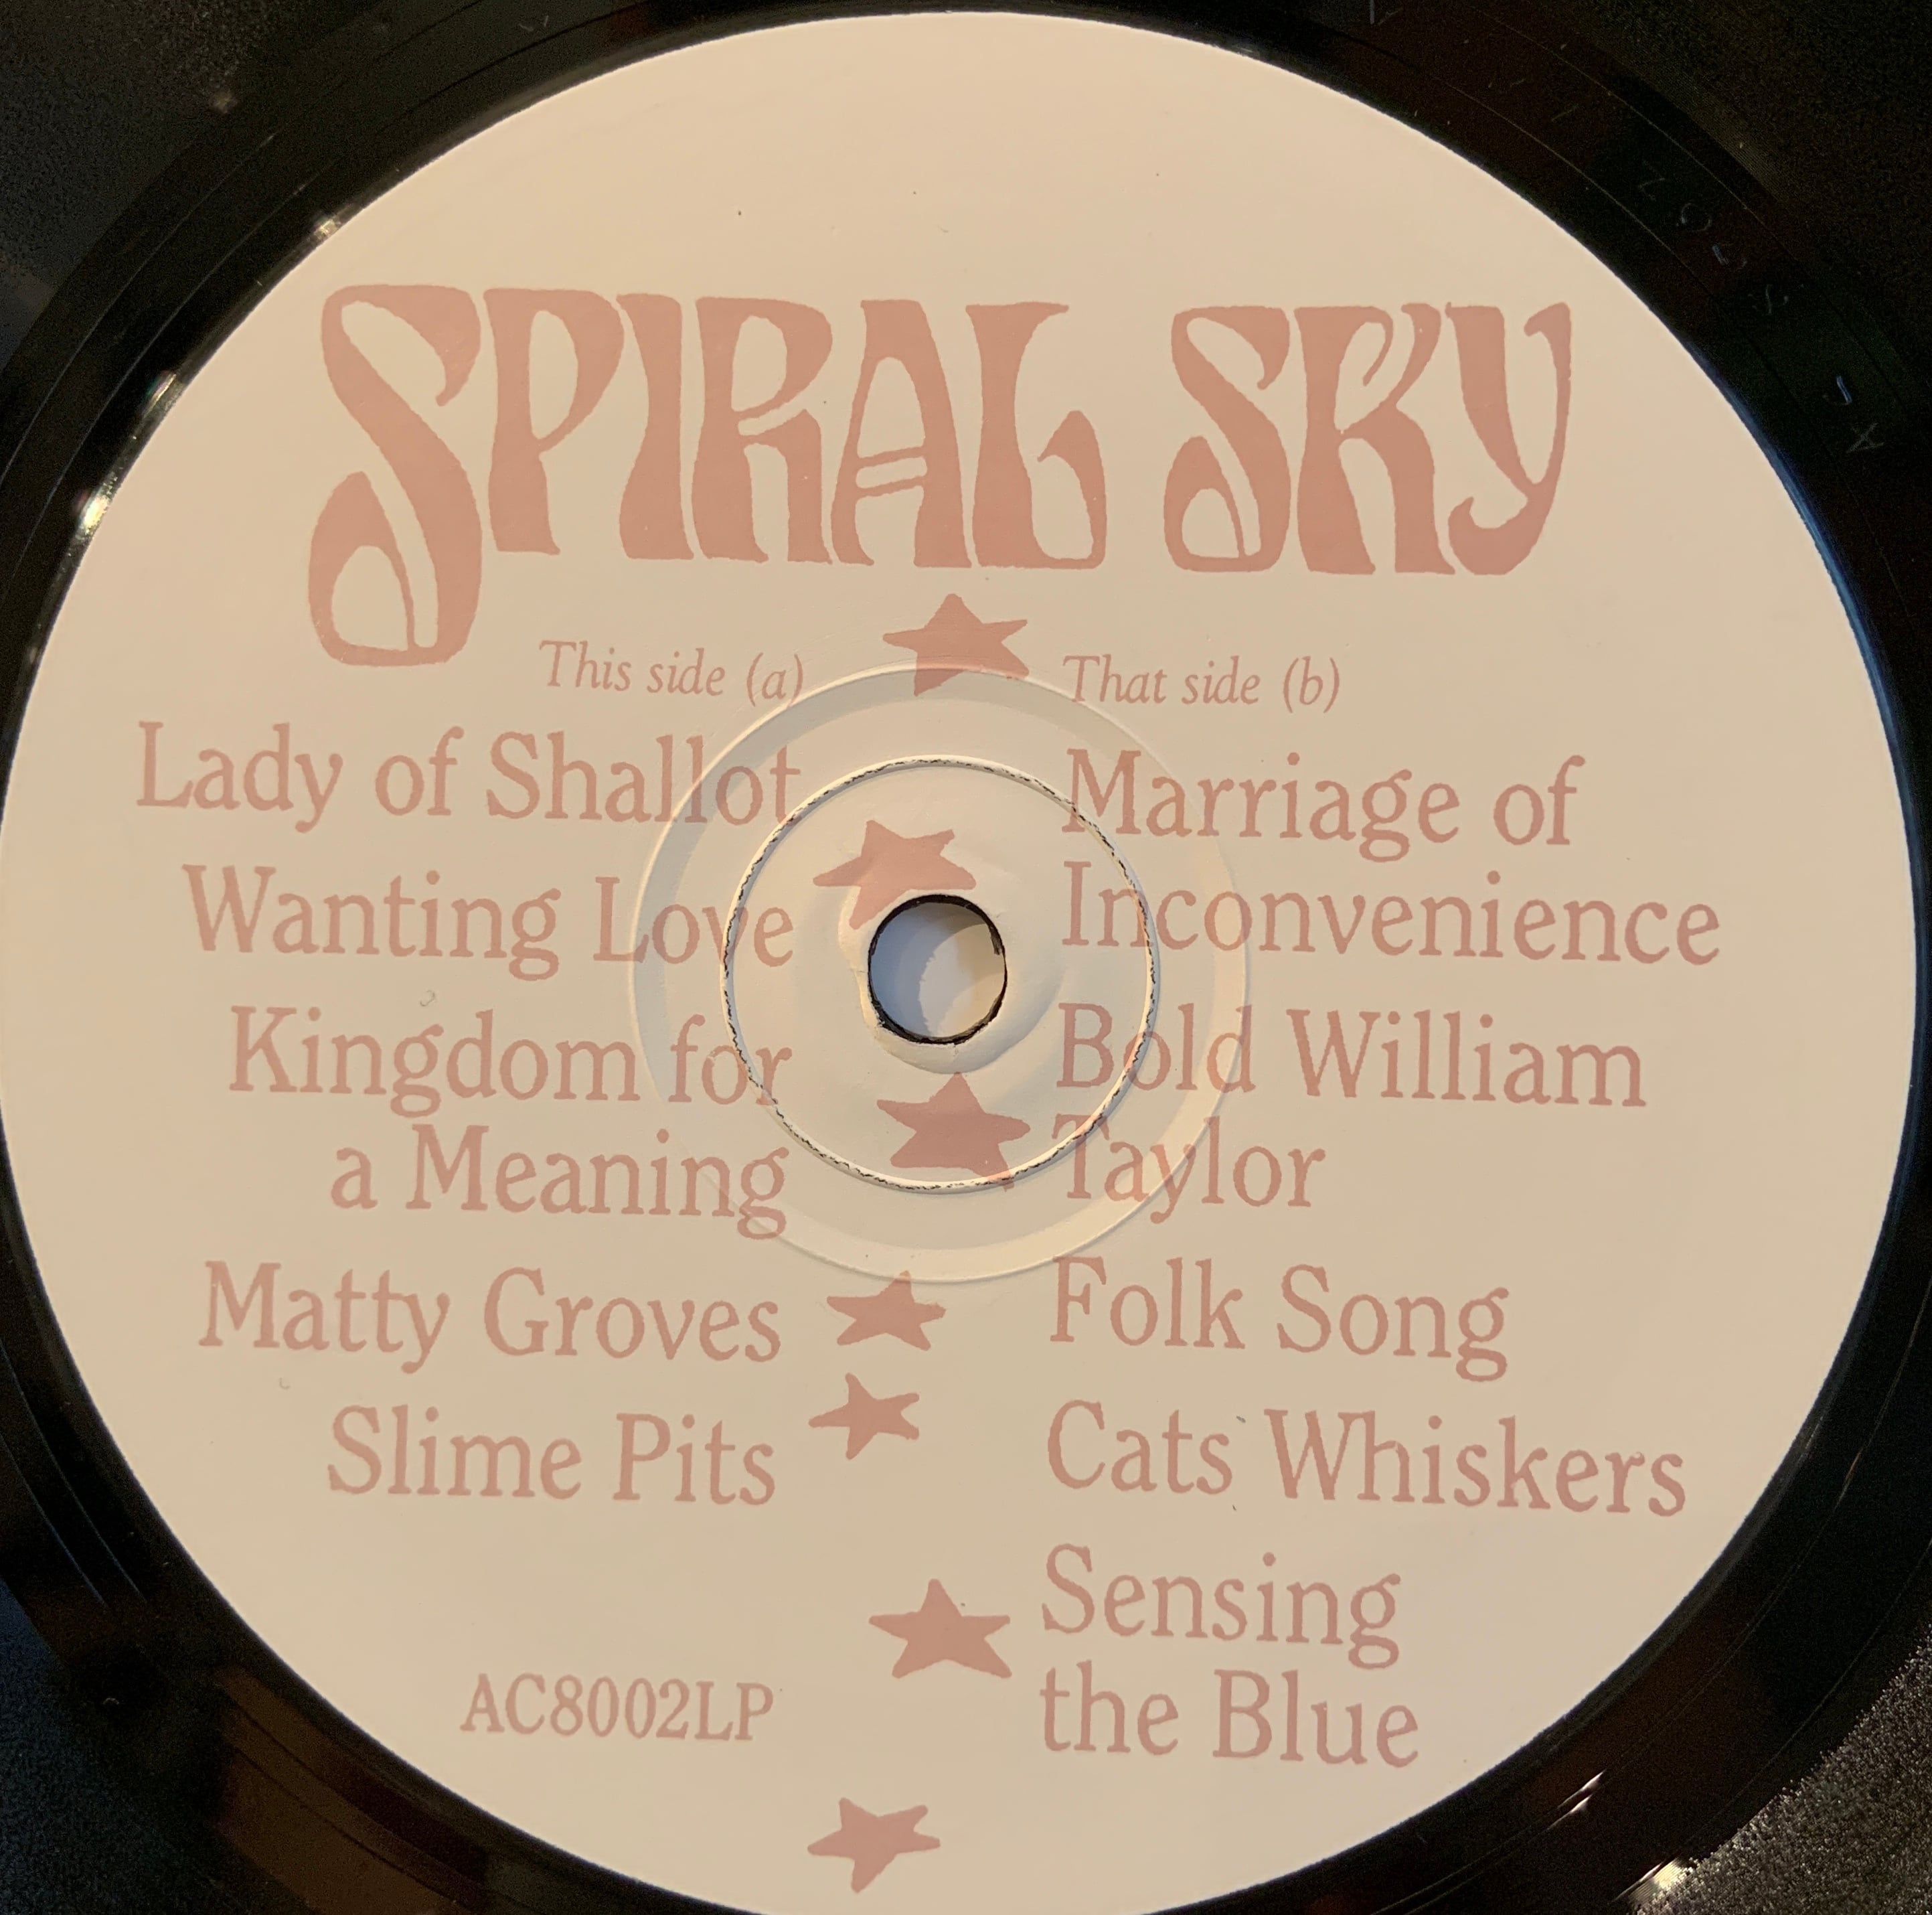 SPIRAL SKY
This side (a)
Lady of Shallot
Wanting Love
Kingdom for
a Meaning
Matty Groves
Slime Pits
AC8002LP
That side (b)
Marriage of
Inconvenience
Bold William
Taylor
Folk Song
Cats Whiskers
Sensing
the Blue